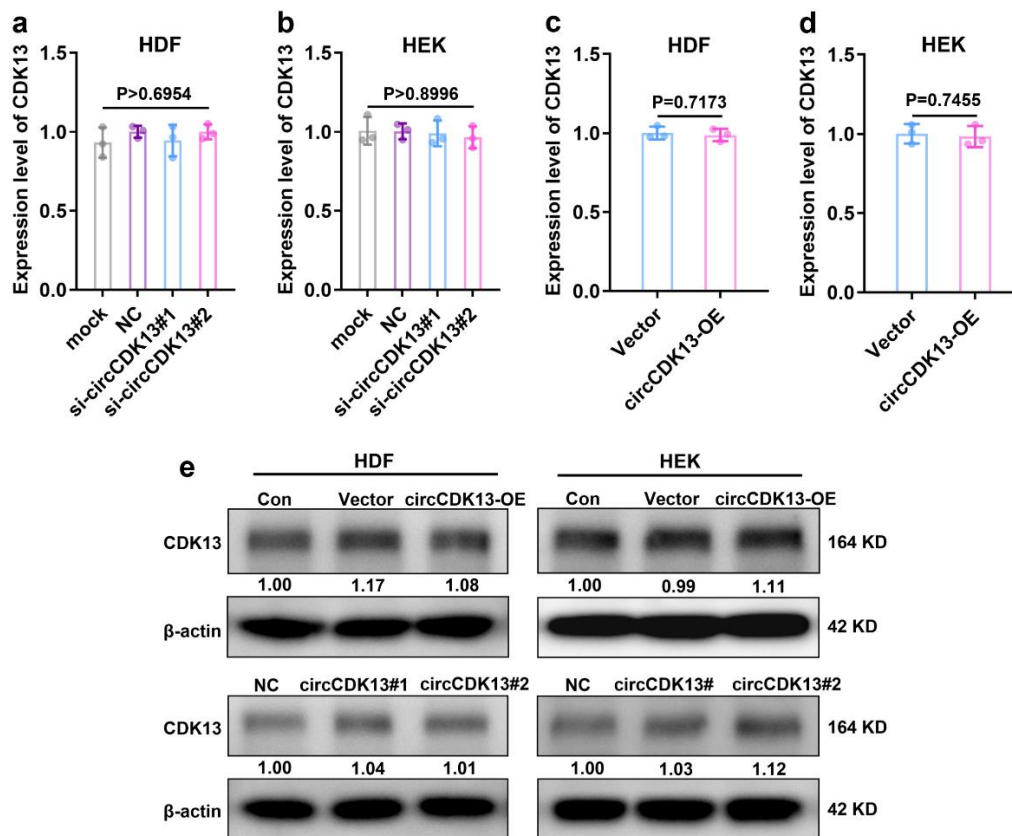 a
HDF
Expression level of CDK13
1.5
1.0
0.5
0.0
P>0.6954
mock
NC
si-circCDK13#1
si-circCDK13#2
b
HEK
Expression level of CDK13
1.5
1.0
0.5
0.0
P>0.8996
mock
NC
si-circCDK13#1
si-circCDK13#2
c
HDF
Expression level of CDK13
1.5
1.0
0.5
0.0
P=0.7173
Vector
circCDK13-OE
d
HEK
Expression level of CDK13
1.5
1.0
0.5
0.0
P=0.7455
Vector
circCDK13-OE
e
HDF HEK
Con Vector circCDK13-OE Con Vector circCDK13-OE
CDK13 164 KD
1.00 1.17 1.08 1.00 0.99 1.11
β-actin 42 KD
NC circCDK13#1 circCDK13#2 NC circCDK13# circCDK13#2
CDK13 164 KD
1.00 1.04 1.01 1.00 1.03 1.12
β-actin 42 KD